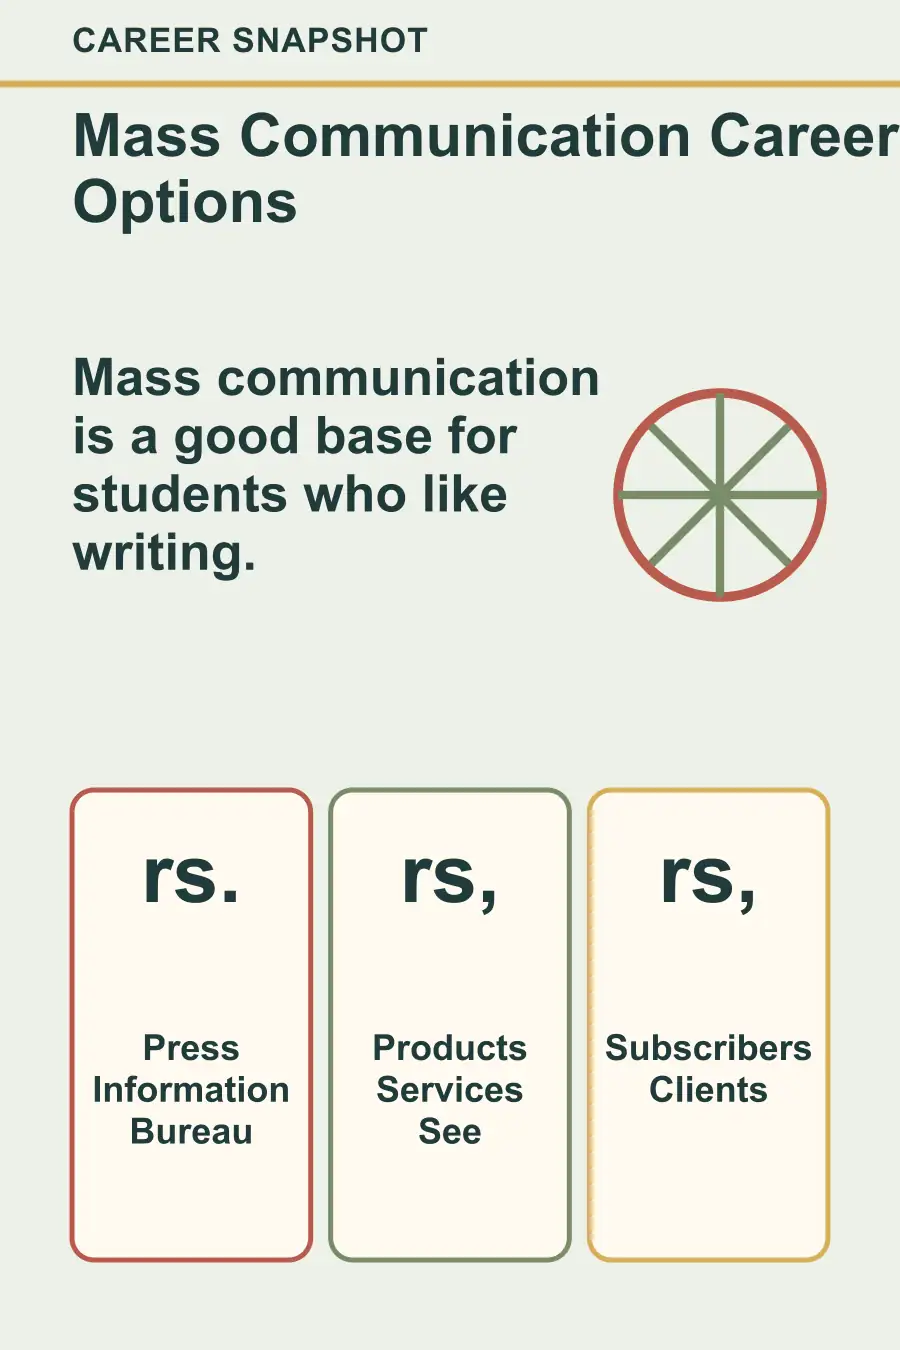 CAREER SNAPSHOT
Mass Communication Career
Options
Mass communication
is a good base for
students who like
writing.
rs.
Press
Information
Bureau
rs,
Products
Services
See
rs,
Subscribers
Clients